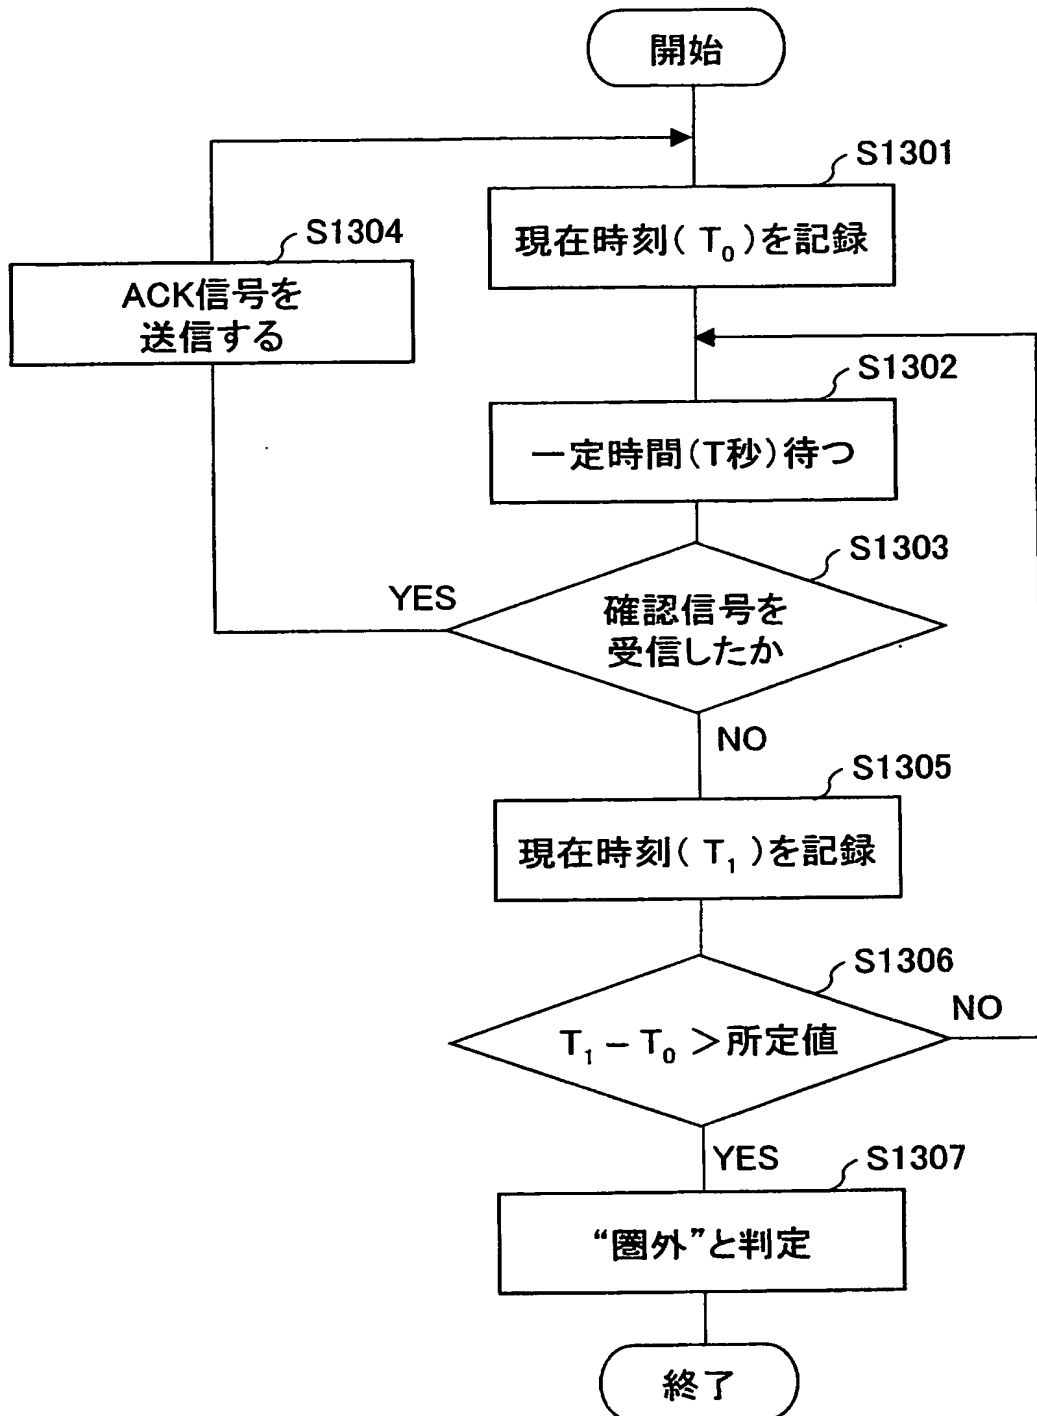 開始
S1301
現在時刻( T₀ )を記録
S1304
ACK信号を
送信する
S1302
一定時間(T秒)待つ
S1303
YES
確認信号を
受信したか
NO
S1305
現在時刻( T₁ )を記録
S1306
NO
T₁ − T₀ > 所定値
YES
S1307
“圏外”と判定
終了